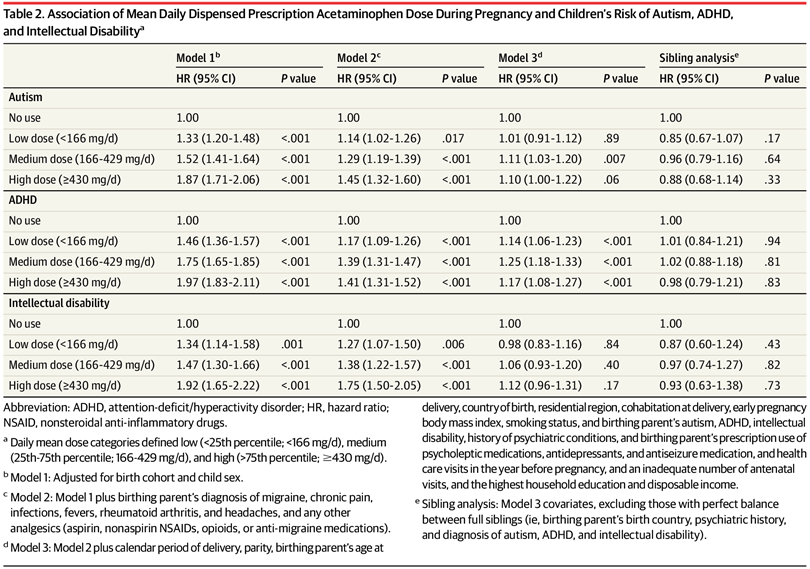 Table 2. Association of Mean Daily Dispensed Prescription Acetaminophen Dose During Pregnancy and Children's Risk of Autism, ADHD,
and Intellectual Disabilityᵃ
Model 1ᵇ Model 2ᶜ Model 3ᵈ Sibling analysisᵉ
HR (95% CI) P value HR (95% CI) P value HR (95% CI) P value HR (95% CI) P value
Autism
No use 1.00 1.00 1.00 1.00
Low dose (<166 mg/d) 1.33 (1.20-1.48) <.001 1.14 (1.02-1.26) .017 1.01 (0.91-1.12) .89 0.85 (0.67-1.07) .17
Medium dose (166-429 mg/d) 1.52 (1.41-1.64) <.001 1.29 (1.19-1.39) <.001 1.11 (1.03-1.20) .007 0.96 (0.79-1.16) .64
High dose (≥430 mg/d) 1.87 (1.71-2.06) <.001 1.45 (1.32-1.60) <.001 1.10 (1.00-1.22) .06 0.88 (0.68-1.14) .33
ADHD
No use 1.00 1.00 1.00 1.00
Low dose (<166 mg/d) 1.46 (1.36-1.57) <.001 1.17 (1.09-1.26) <.001 1.14 (1.06-1.23) <.001 1.01 (0.84-1.21) .94
Medium dose (166-429 mg/d) 1.75 (1.65-1.85) <.001 1.39 (1.31-1.47) <.001 1.25 (1.18-1.33) <.001 1.02 (0.88-1.18) .81
High dose (≥430 mg/d) 1.97 (1.83-2.11) <.001 1.41 (1.31-1.52) <.001 1.17 (1.08-1.27) <.001 0.98 (0.79-1.21) .83
Intellectual disability
No use 1.00 1.00 1.00 1.00
Low dose (<166 mg/d) 1.34 (1.14-1.58) .001 1.27 (1.07-1.50) .006 0.98 (0.83-1.16) .84 0.87 (0.60-1.24) .43
Medium dose (166-429 mg/d) 1.47 (1.30-1.66) <.001 1.38 (1.22-1.57) <.001 1.06 (0.93-1.20) .40 0.97 (0.74-1.27) .82
High dose (≥430 mg/d) 1.92 (1.65-2.22) <.001 1.75 (1.50-2.05) <.001 1.12 (0.96-1.31) .17 0.93 (0.63-1.38) .73
Abbreviation: ADHD, attention-deficit/hyperactivity disorder; HR, hazard ratio;
NSAID, nonsteroidal anti-inflammatory drugs.
ᵃ Daily mean dose categories defined low (<25th percentile; <166 mg/d), medium
(25th-75th percentile; 166-429 mg/d), and high (>75th percentile; ≥430 mg/d).
ᵇ Model 1: Adjusted for birth cohort and child sex.
ᶜ Model 2: Model 1 plus birthing parent's diagnosis of migraine, chronic pain,
infections, fevers, rheumatoid arthritis, and headaches, and any other
analgesics (aspirin, nonaspirin NSAIDs, opioids, or anti-migraine medications).
ᵈ Model 3: Model 2 plus calendar period of delivery, parity, birthing parent's age at
delivery, country of birth, residential region, cohabitation at delivery, early pregnancy
body mass index, smoking status, and birthing parent's autism, ADHD, intellectual
disability, history of psychiatric conditions, and birthing parent's prescription use of
psycholeptic medications, antidepressants, and antiseizure medication, and health
care visits in the year before pregnancy, and an inadequate number of antenatal
visits, and the highest household education and disposable income.
ᵉ Sibling analysis: Model 3 covariates, excluding those with perfect balance
between full siblings (ie, birthing parent's birth country, psychiatric history,
and diagnosis of autism, ADHD, and intellectual disability).